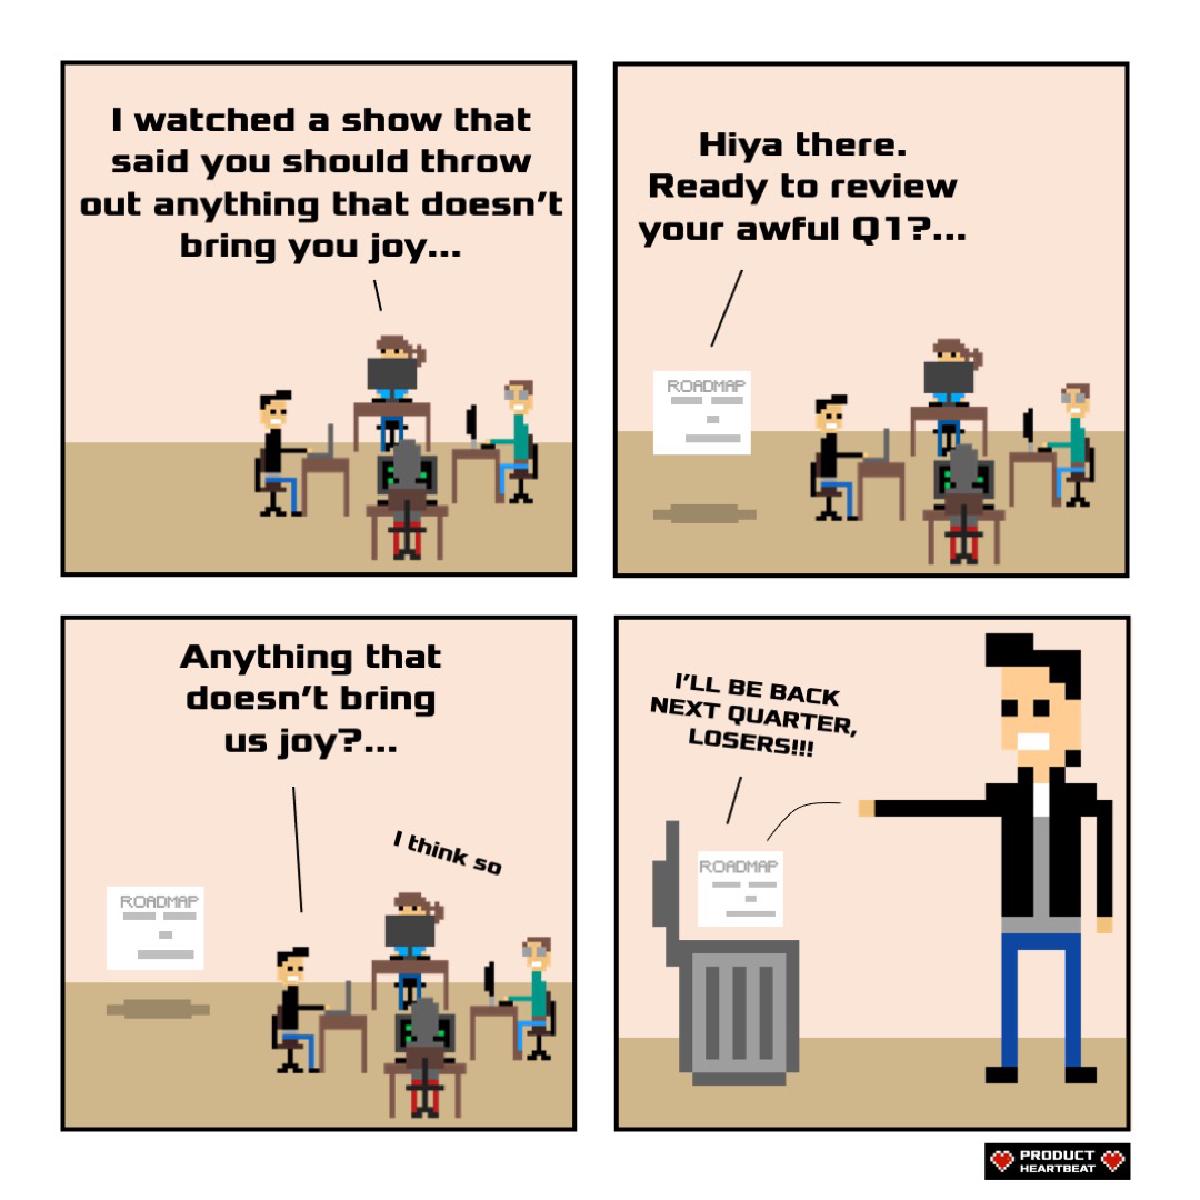 I watched a show that
said you should throw
out anything that doesn't
bring you joy...
Hiya there.
Ready to review
your awful Q1?...
ROADMAP
Anything that
doesn't bring
us joy?...
I think so
ROADMAP
I'LL BE BACK
NEXT QUARTER,
LOSERS!!!
ROADMAP
PRODUCT
HEARTBEAT